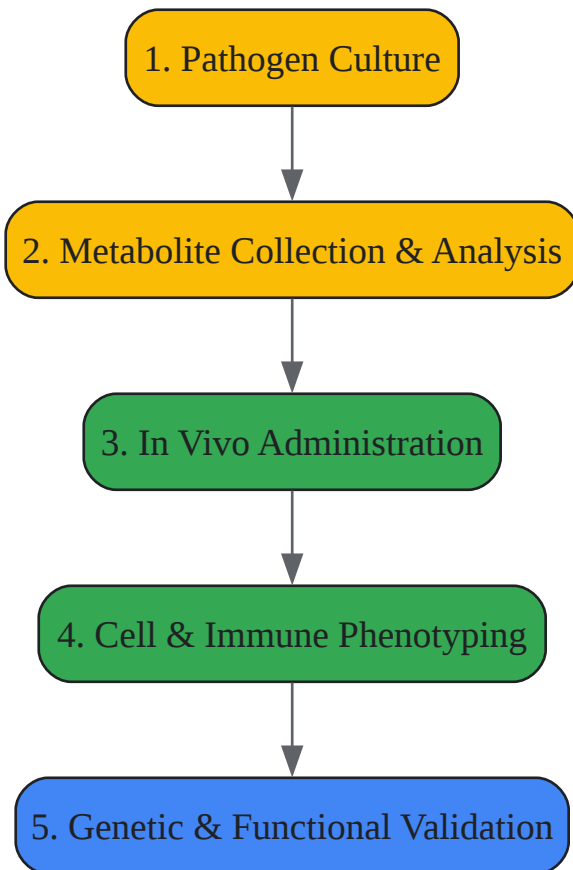 1. Pathogen Culture
2. Metabolite Collection & Analysis
3. In Vivo Administration
4. Cell & Immune Phenotyping
5. Genetic & Functional Validation